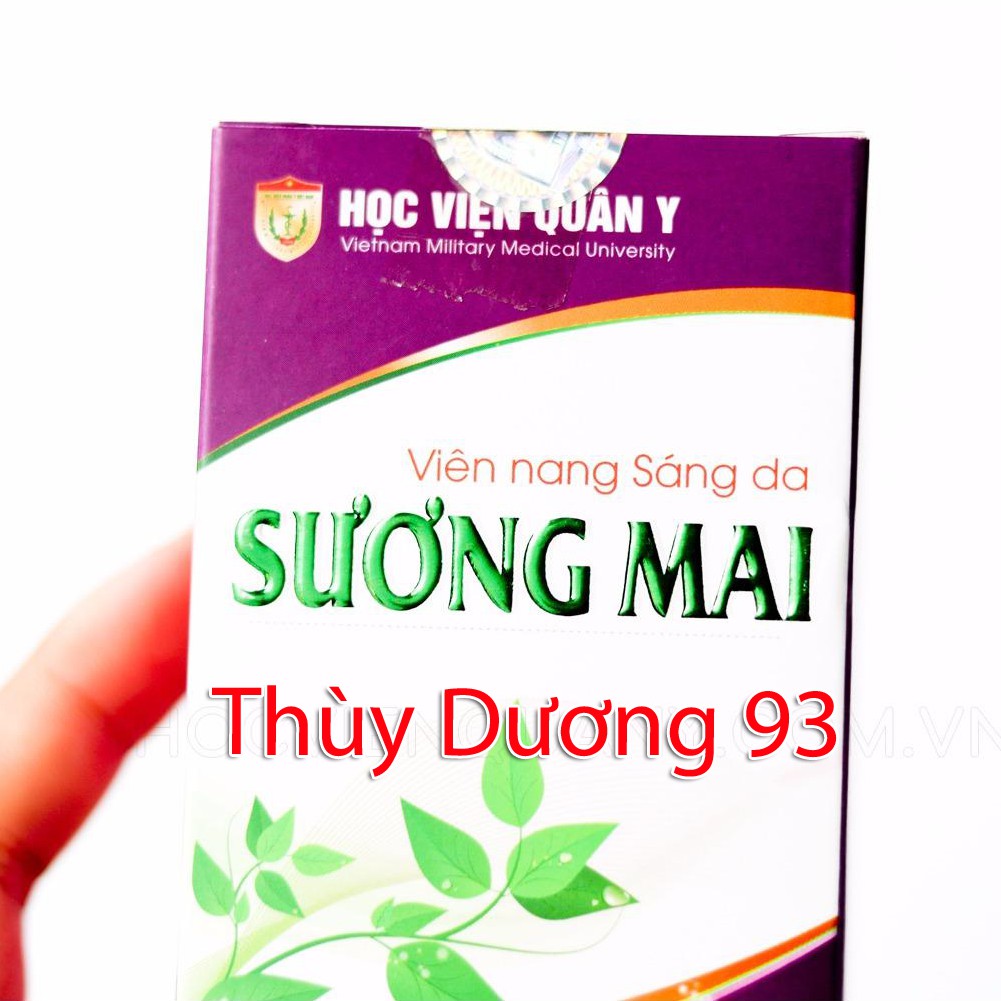 HỌC VIỆN QUÂN Y
Vietnam Military Medical University
Viên nang Sáng da
SƯƠNG MAI
Thùy Dương 93